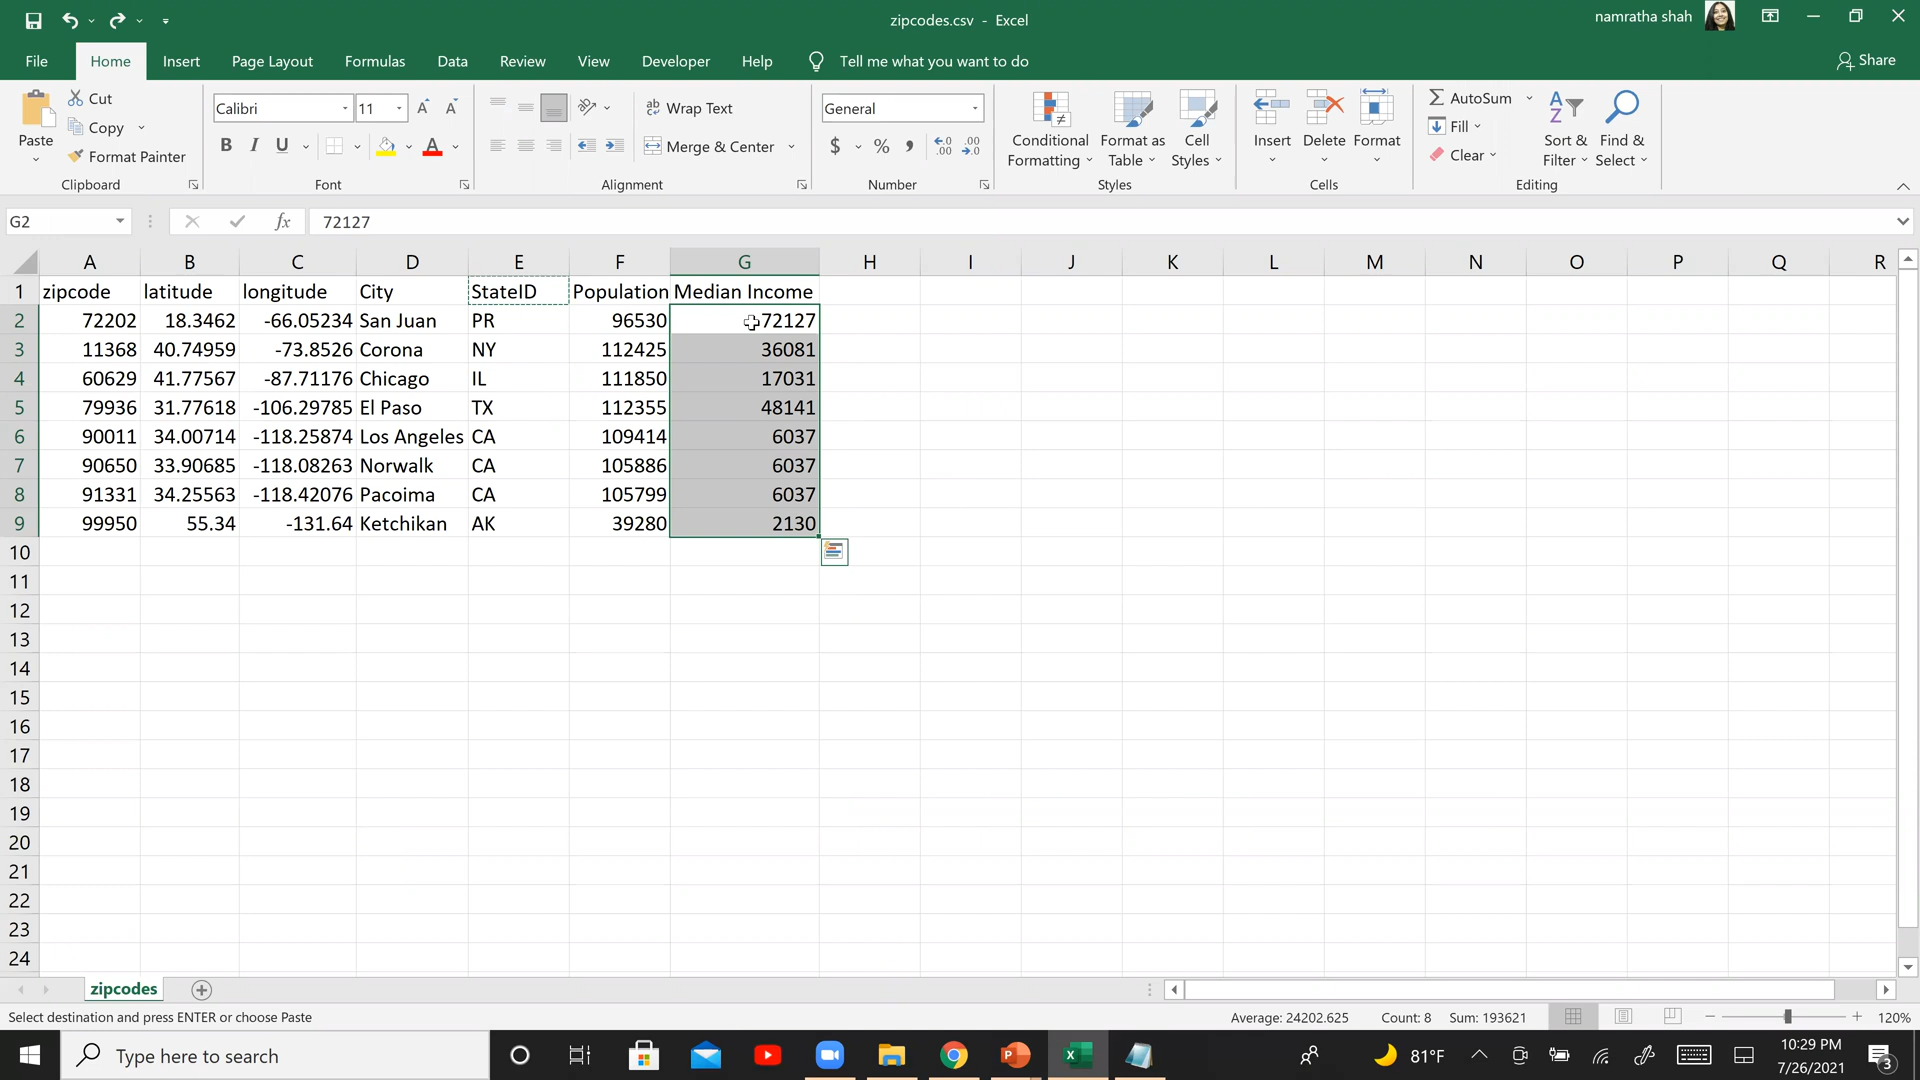 zipcodes.csv - Excel
namratha shah
File Home Insert Page Layout Formulas Data Review View Developer Help Tell me what you want to do Share
Paste
Cut
Copy
Format Painter
Clipboard
Calibri 11
B I U
Font
Wrap Text
Merge & Center
Alignment
General
$ % 9
Number
Conditional Formatting
Format as Table
Cell Styles
Styles
Insert Delete Format
Cells
AutoSum
Fill
Clear
Sort & Filter
Find & Select
Editing
G2 fx 72127
A B C D E F G H I J K L M N O P Q R
1 zipcode latitude longitude City StateID Population Median Income
2 72202 18.3462 -66.05234 San Juan PR 96530 72127
3 11368 40.74959 -73.8526 Corona NY 112425 36081
4 60629 41.77567 -87.71176 Chicago IL 111850 17031
5 79936 31.77618 -106.29785 El Paso TX 112355 48141
6 90011 34.00714 -118.25874 Los Angeles CA 109414 6037
7 90650 33.90685 -118.08263 Norwalk CA 105886 6037
8 91331 34.25563 -118.42076 Pacoima CA 105799 6037
9 99950 55.34 -131.64 Ketchikan AK 39280 2130
10
11
12
13
14
15
16
17
18
19
20
21
22
23
24
zipcodes
Select destination and press ENTER or choose Paste Average: 24202.625 Count: 8 Sum: 193621 120%
Type here to search
81°F
10:29 PM
7/26/2021
3